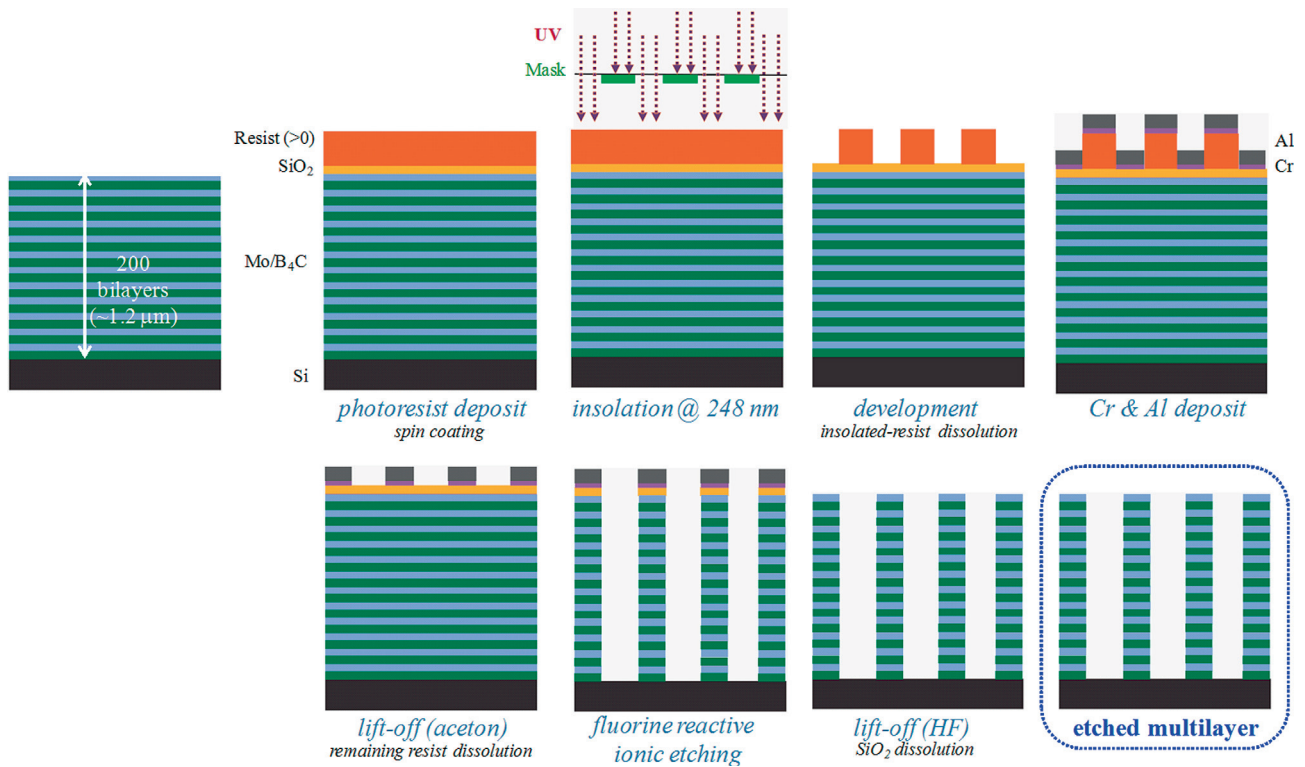 UV
Mask
Resist (>0)
SiO₂
Al
Cr
200
bilayers
(~1.2 μm)
Mo/B₄C
Si
photoresist deposit
spin coating
insolation @ 248 nm
development
insolated-resist dissolution
Cr & Al deposit
lift-off (aceton)
remaining resist dissolution
fluorine reactive
ionic etching
lift-off (HF)
SiO₂ dissolution
etched multilayer